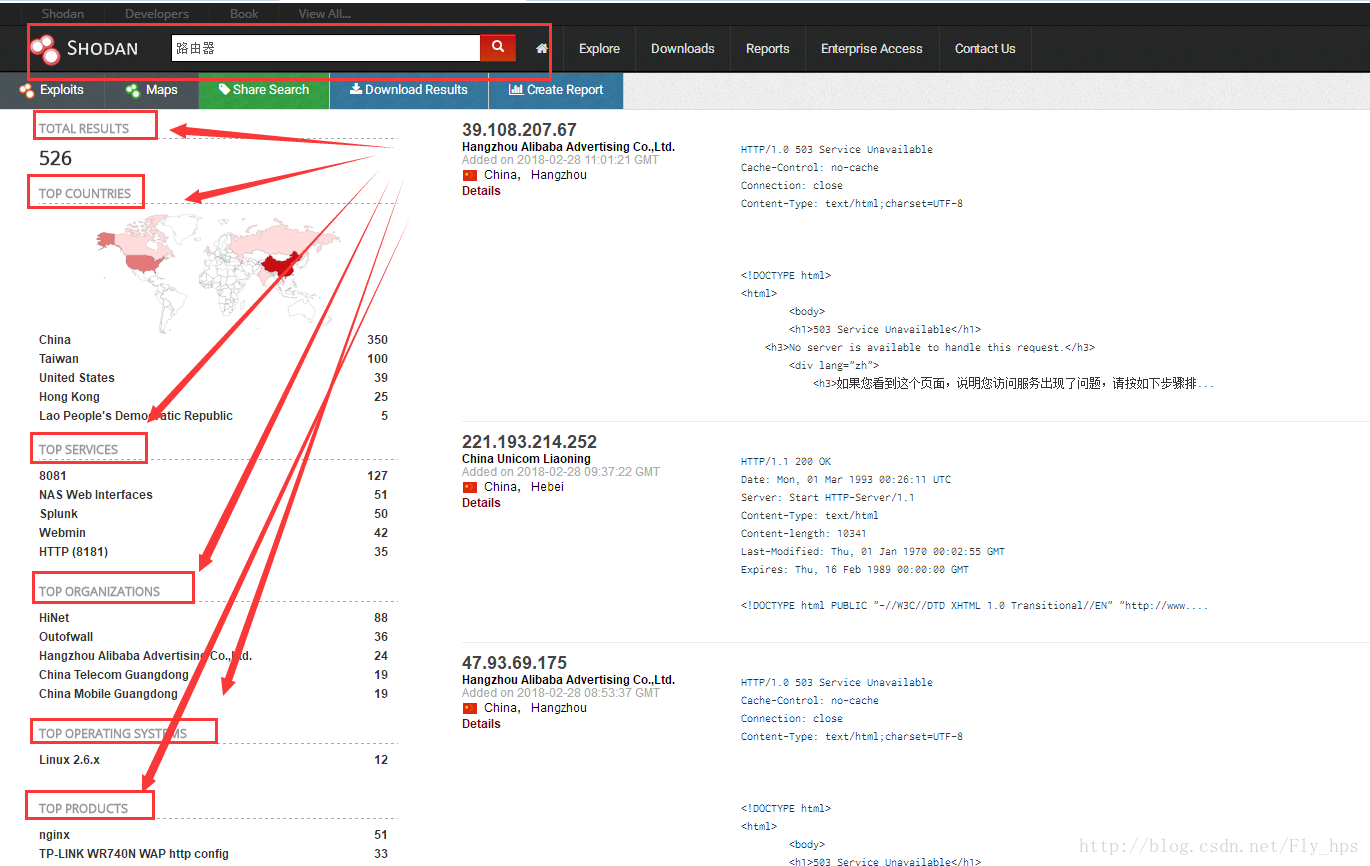 Shodan Developers Book View All...
SHODAN 路由器 Explore Downloads Reports Enterprise Access Contact Us
Exploits Maps Share Search Download Results Create Report
TOTAL RESULTS
526
TOP COUNTRIES
China 350
Taiwan 100
United States 39
Hong Kong 25
Lao People's Democratic Republic 5
TOP SERVICES
8081 127
NAS Web Interfaces 51
Splunk 50
Webmin 42
HTTP (8181) 35
TOP ORGANIZATIONS
HiNet 88
Outofwall 36
Hangzhou Alibaba Advertising Co.,Ltd. 24
China Telecom Guangdong 19
China Mobile Guangdong 19
TOP OPERATING SYSTEMS
Linux 2.6.x 12
TOP PRODUCTS
nginx 51
TP-LINK WR740N WAP http config 33
39.108.207.67
Hangzhou Alibaba Advertising Co.,Ltd.
Added on 2018-02-28 11:01:21 GMT
China, Hangzhou
Details
HTTP/1.0 503 Service Unavailable
Cache-Control: no-cache
Connection: close
Content-Type: text/html;charset=UTF-8
<!DOCTYPE html>
<html>
<body>
<h1>503 Service Unavailable</h1>
<h3>No server is available to handle this request.</h3>
<div lang="zh">
<h3>如果您看到这个页面，说明您访问服务出现了问题，请按如下步骤排...
221.193.214.252
China Unicom Liaoning
Added on 2018-02-28 09:37:22 GMT
China, Hebei
Details
HTTP/1.1 200 OK
Date: Mon, 01 Mar 1993 00:26:11 UTC
Server: Start HTTP-Server/1.1
Content-Type: text/html
Content-length: 10341
Last-Modified: Thu, 01 Jan 1970 00:02:55 GMT
Expires: Thu, 16 Feb 1989 00:00:00 GMT
<!DOCTYPE html PUBLIC "-//W3C//DTD XHTML 1.0 Transitional//EN" "http://www....
47.93.69.175
Hangzhou Alibaba Advertising Co.,Ltd.
Added on 2018-02-28 08:53:37 GMT
China, Hangzhou
Details
HTTP/1.0 503 Service Unavailable
Cache-Control: no-cache
Connection: close
Content-Type: text/html;charset=UTF-8
<!DOCTYPE html>
<html>
<body>
<h1>503 Service Unavailable</h1>
http://blog.csdn.net/Fly_hps